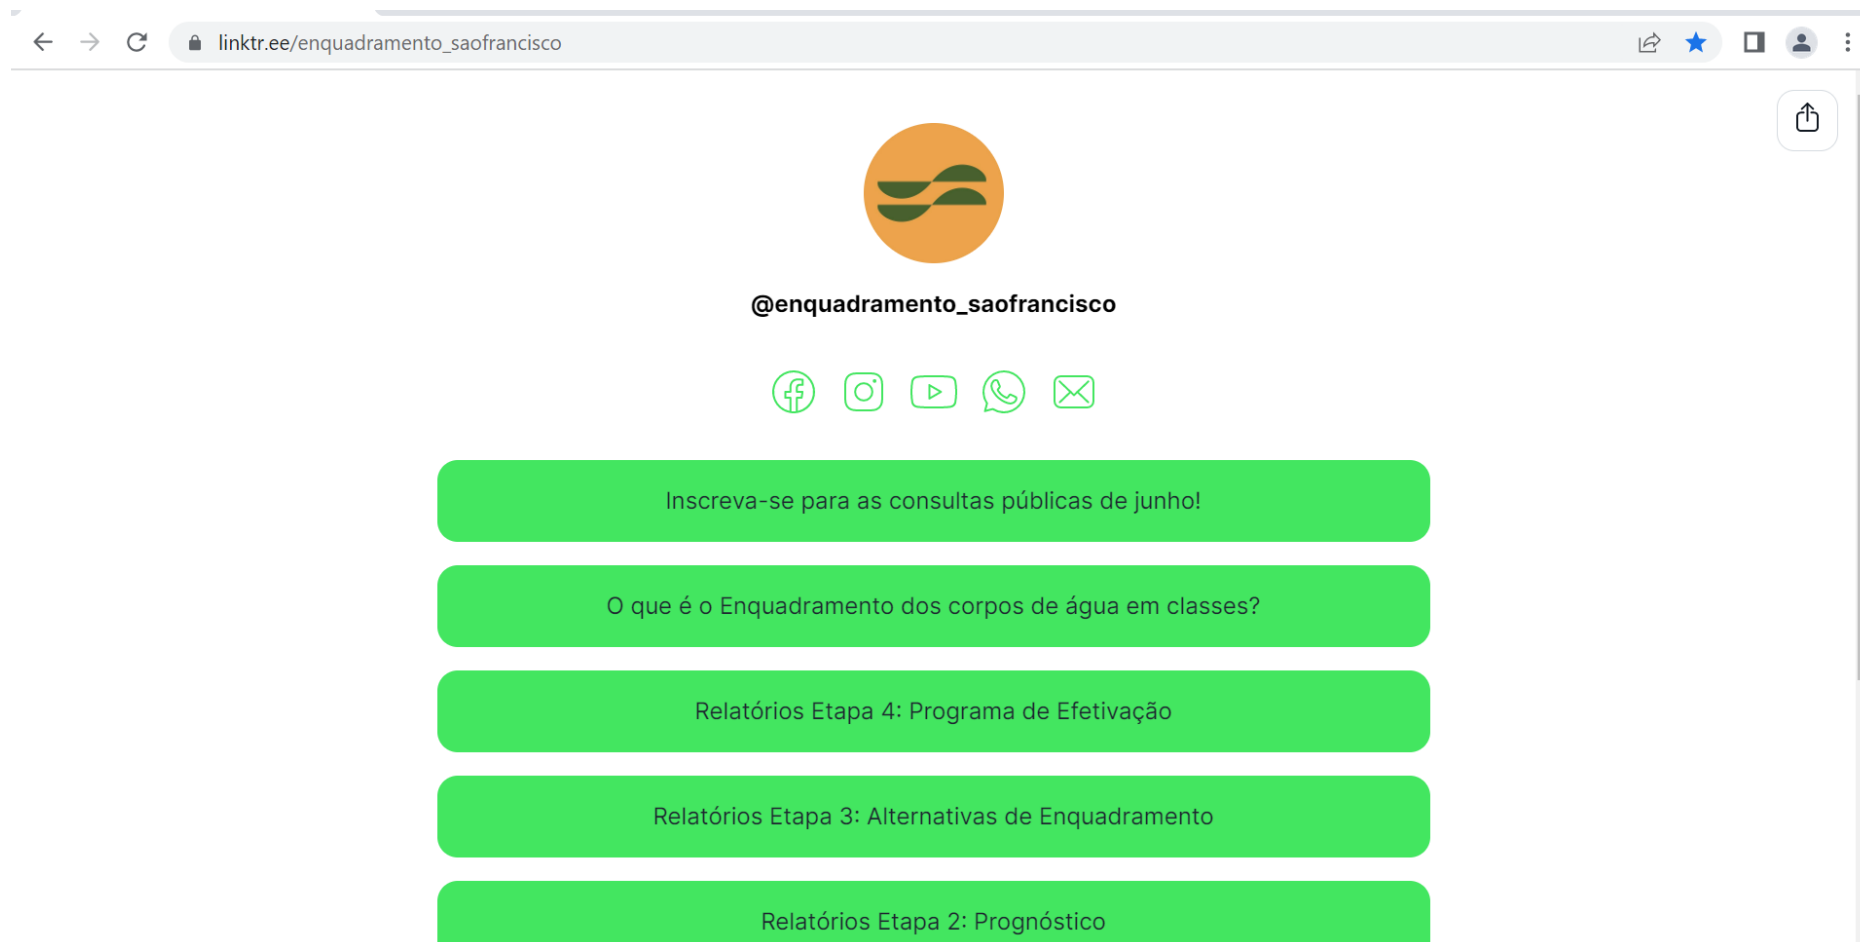 linktr.ee/enquadramento_saofrancisco
@enquadramento_saofrancisco
Inscreva-se para as consultas públicas de junho!
O que é o Enquadramento dos corpos de água em classes?
Relatórios Etapa 4: Programa de Efetivação
Relatórios Etapa 3: Alternativas de Enquadramento
Relatórios Etapa 2: Prognóstico